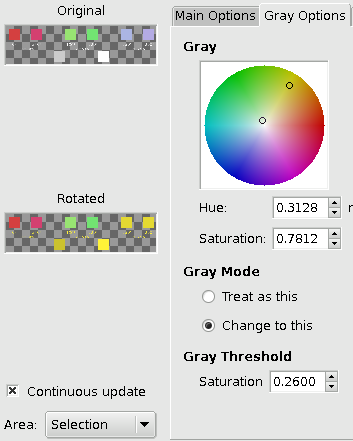 Original
Main Options
Gray Options
Gray
Rotated
Hue:
0.3128
r
Saturation:
0.7812
Gray Mode
Treat as this
Change to this
Gray Threshold
Continuous update
Saturation
0.2600
Area:
Selection